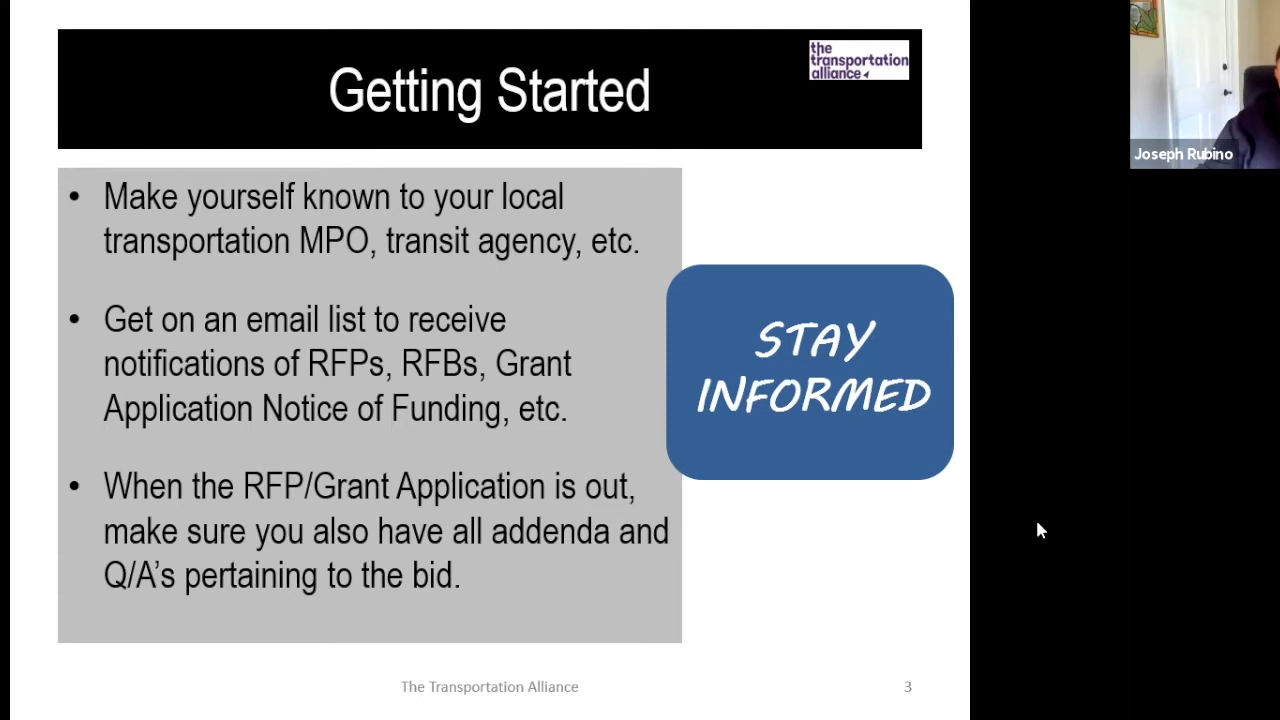 Getting Started
the
transportation
alliance
Joseph Rubino
• Make yourself known to your local
transportation MPO, transit agency, etc.
• Get on an email list to receive
notifications of RFPs, RFBs, Grant
Application Notice of Funding, etc.
• When the RFP/Grant Application is out,
make sure you also have all addenda and
Q/A’s pertaining to the bid.
STAY
INFORMED
The Transportation Alliance
3